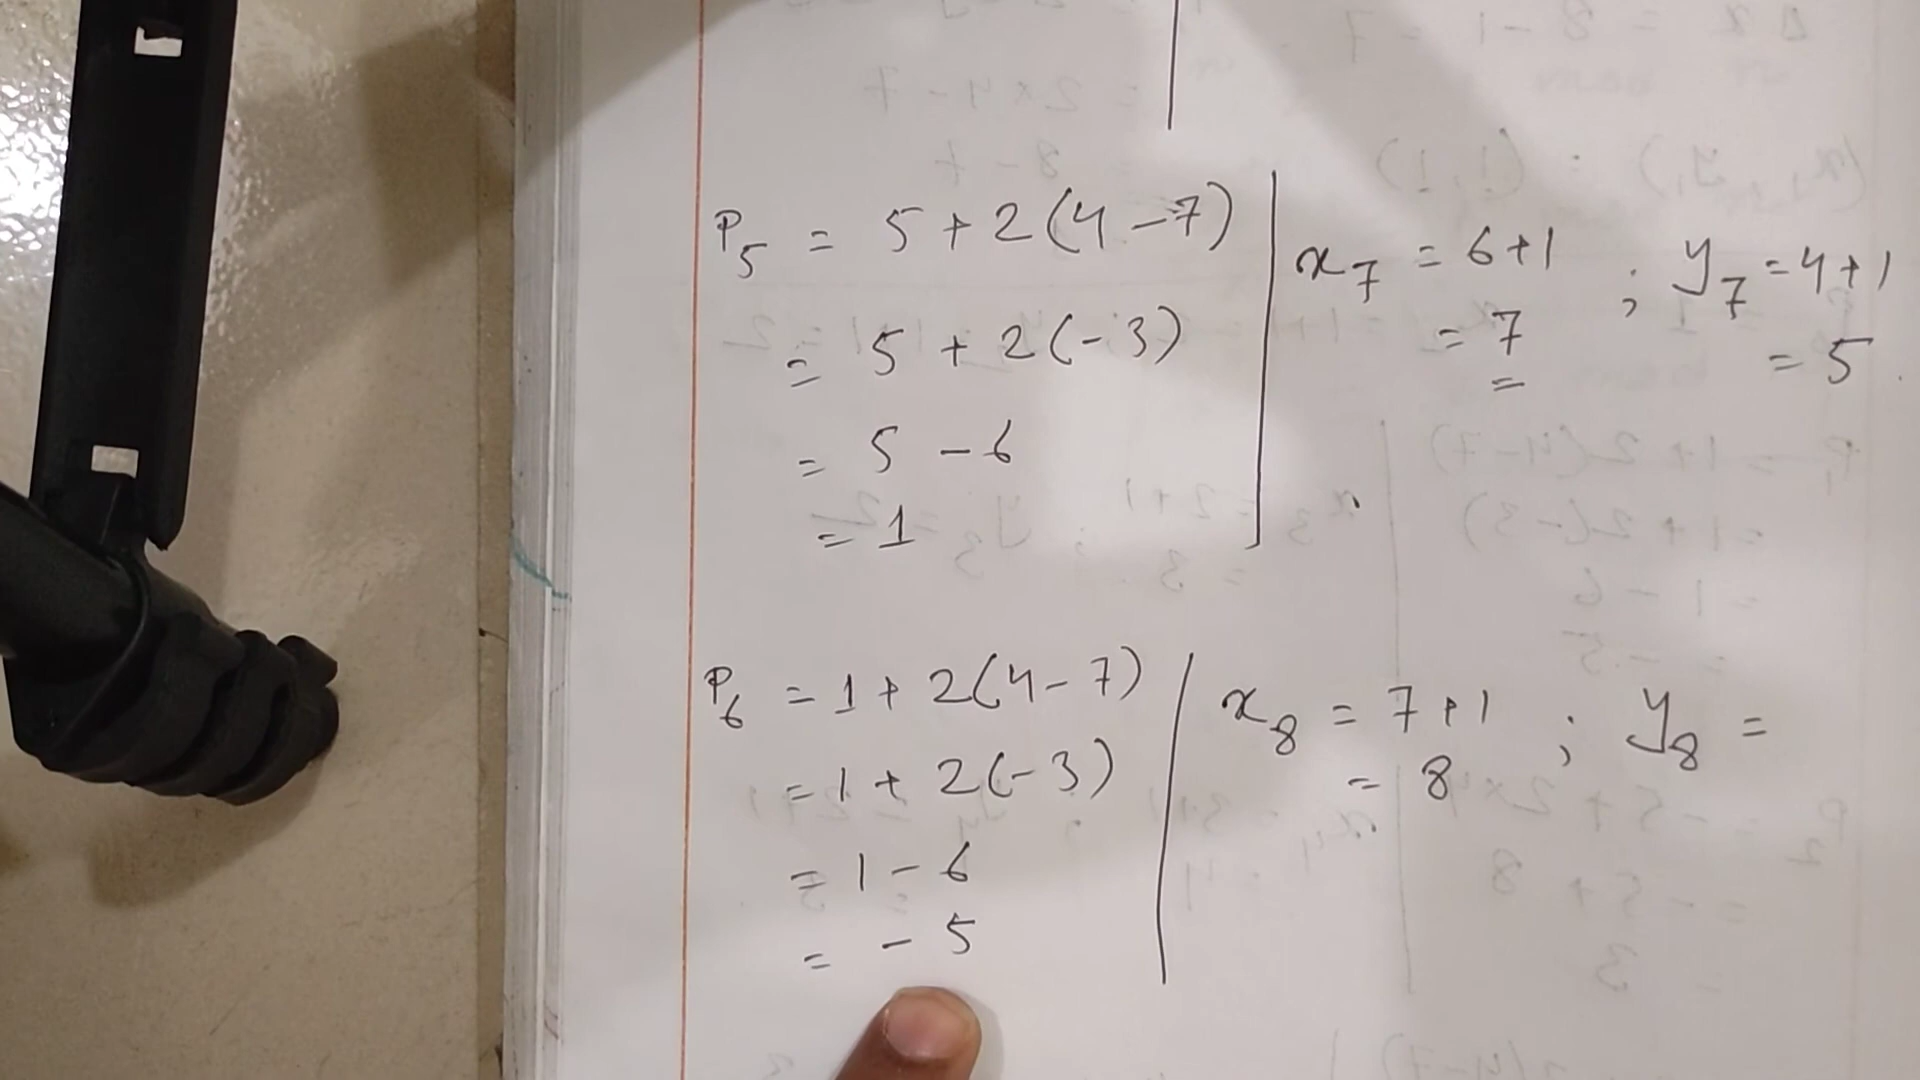 P5 = 5 + 2(4 - 7)
= 5 + 2(-3)
= 5 - 6
= 1
x7 = 6+1 ; y7 = 4+1
= 7 = 5
=
P6 = 1 + 2(4 - 7)
= 1 + 2(-3)
= 1 - 6
= - 5
x8 = 7+1 ; y8 =
= 8